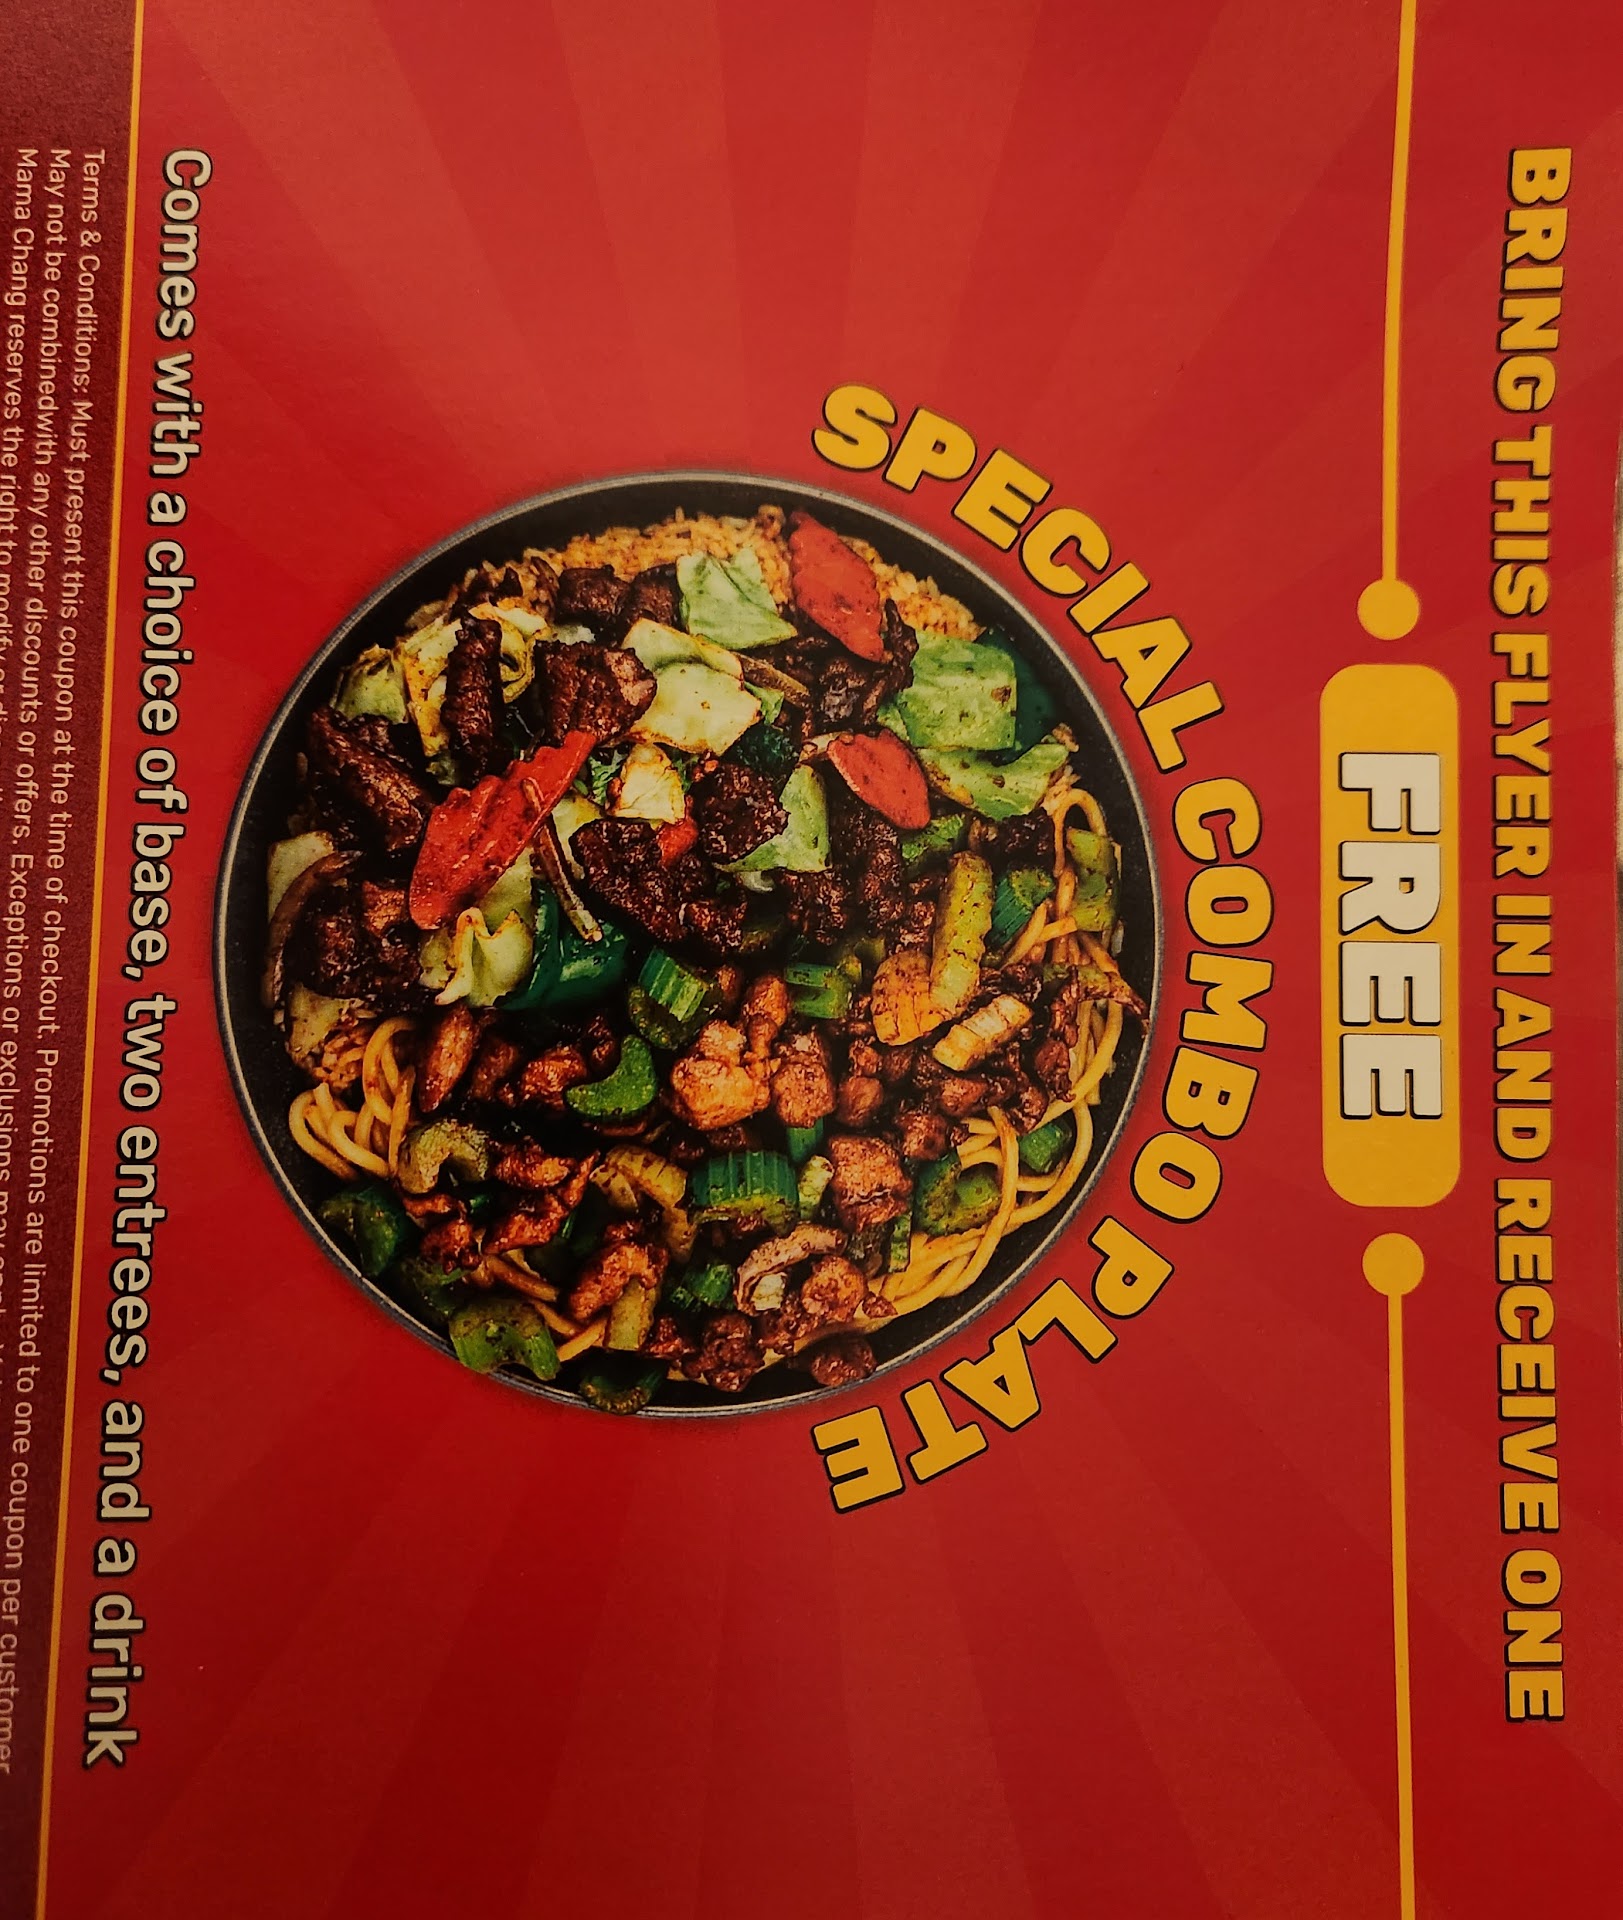 BRING THIS FLYER IN AND RECEIVE ONE
FREE
SPECIAL COMBO PLATE
Comes with a choice of base, two entrees, and a drink
Terms & Conditions: Must present this coupon at the time of checkout. Promotions are limited to one coupon per customer
May not be combinedwith any other discounts or offers. Exceptions or exclusions may
Mama Chang reserves the right to modify or